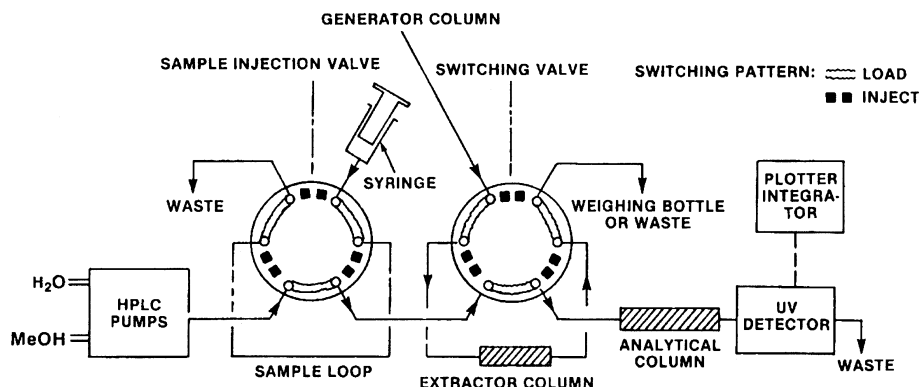 GENERATOR COLUMN
SAMPLE INJECTION VALVE
SWITCHING VALVE
SWITCHING PATTERN: LOAD
INJECT
SYRINGE
WASTE
WEIGHING BOTTLE
OR WASTE
PLOTTER
INTEGRA-
TOR
H₂O
MeOH
HPLC
PUMPS
SAMPLE LOOP
EXTRACTOR COLUMN
ANALYTICAL
COLUMN
UV
DETECTOR
WASTE